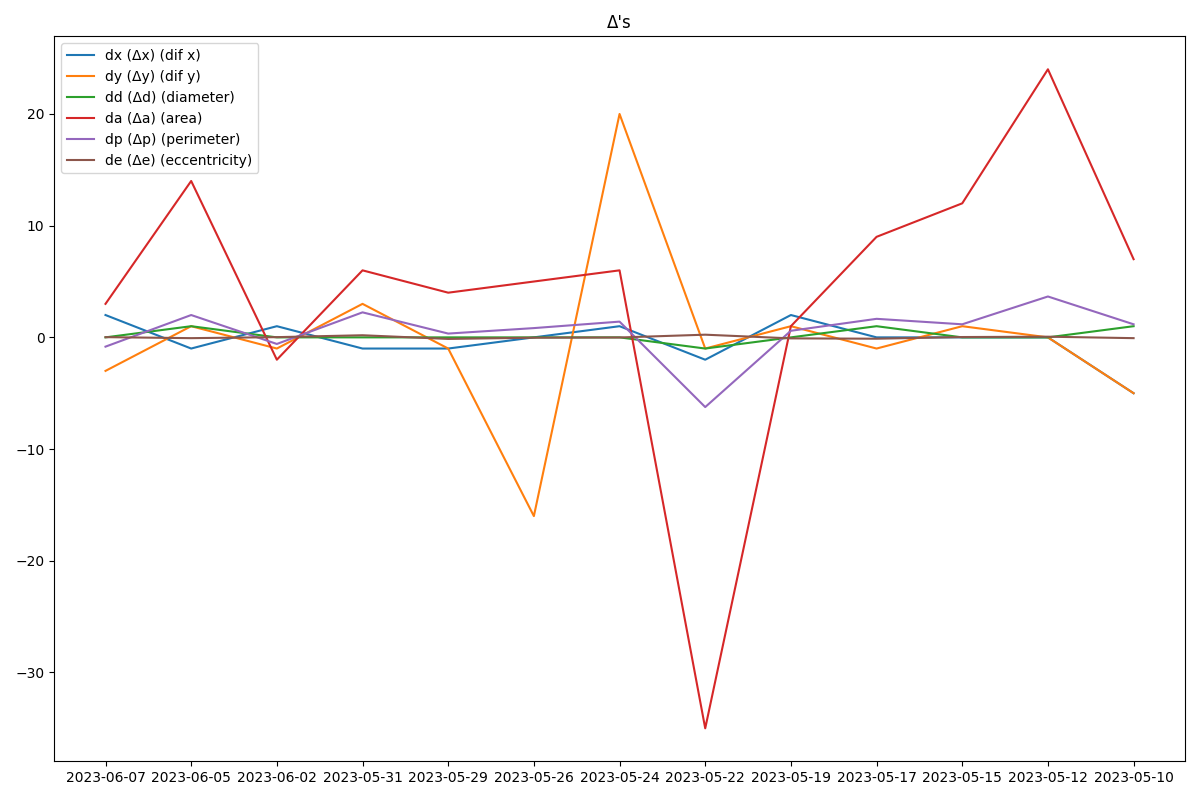 Δ's
dx (Δx) (dif x)
dy (Δy) (dif y)
dd (Δd) (diameter)
da (Δa) (area)
dp (Δp) (perimeter)
de (Δe) (eccentricity)
20
10
0
−10
−20
−30
2023-06-07 2023-06-05 2023-06-02 2023-05-31 2023-05-29 2023-05-26 2023-05-24 2023-05-22 2023-05-19 2023-05-17 2023-05-15 2023-05-12 2023-05-10